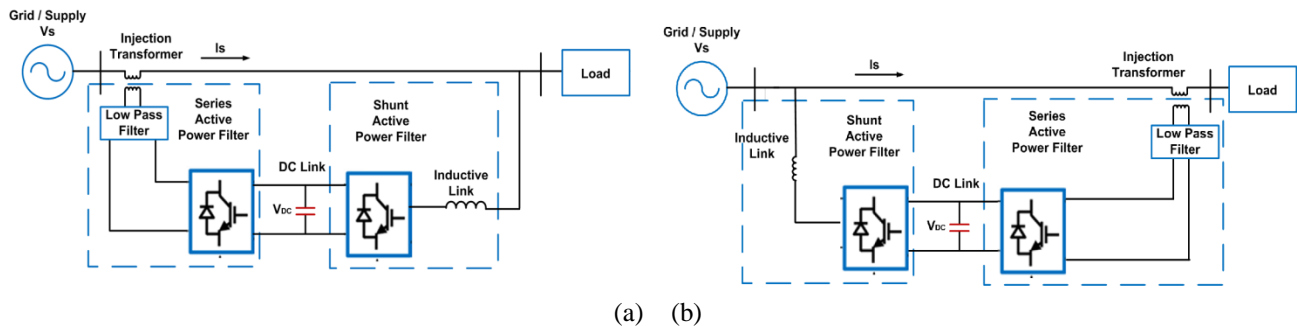 Grid / Supply
Vs
Injection
Transformer
Is
Load
Low Pass
Filter
Series
Active
Power Filter
Shunt
Active
Power Filter
DC Link
Inductive
Link
VDC
Grid / Supply
Vs
Is
Injection
Transformer
Load
Inductive
Link
Shunt
Active
Power Filter
Series
Active
Power Filter
Low Pass
Filter
DC Link
VDC
(a) (b)